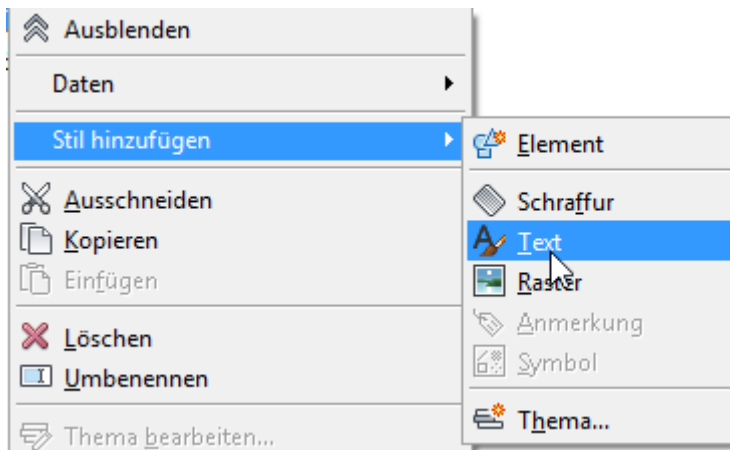 Ausblenden
Daten
Stil hinzufügen
Ausschneiden
Kopieren
Einfügen
Löschen
Umbenennen
Thema bearbeiten...
Element
Schraffur
Text
Raster
Anmerkung
Symbol
Thema...